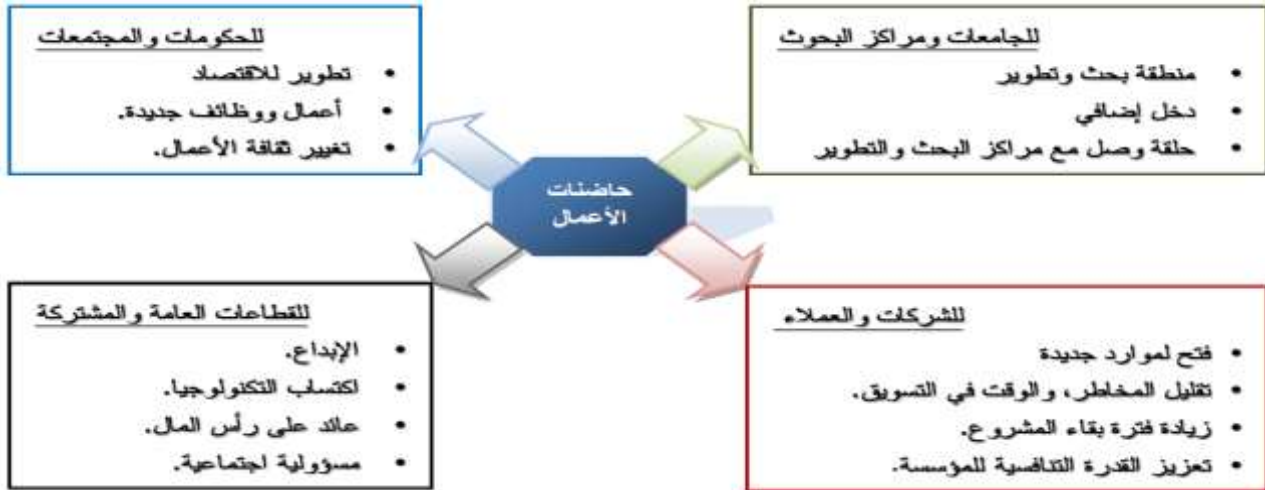 للجامعات ومراكز البحوث
• منطقة بحث وتطوير
• دخل إضافي
• حلقة وصل مع مراكز البحث والتطوير
للحكومات والمجتمعات
• تطوير للاقتصاد
• أعمال ووظائف جديدة.
• تغيير ثقافة الأعمال.
حاضنات
الأعمال
للشركات والعملاء
• فتح لموارد جديدة
• تقليل المخاطر، والوقت في التسويق.
• زيادة فترة بقاء المشروع.
• تعزيز القدرة التنافسية للمؤسسة.
للقطاعات العامة والمشتركة
• الإبداع.
• اكتساب التكنولوجيا.
• عائد على رأس المال.
• مسؤولية اجتماعية.